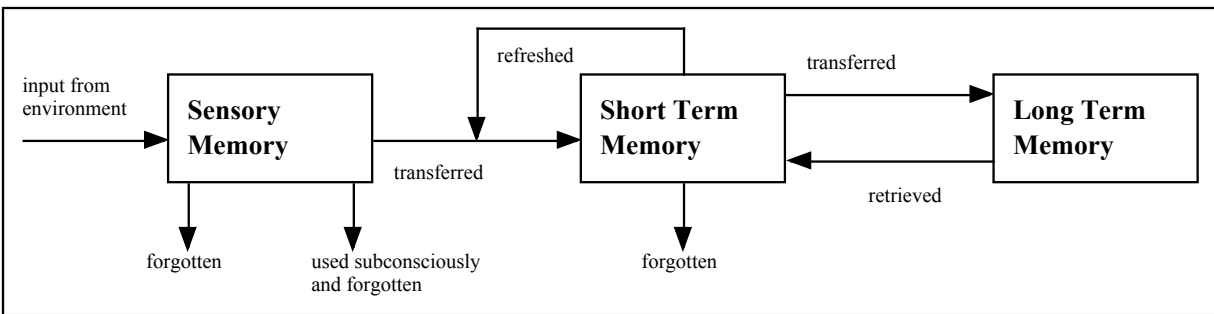 input from
environment
Sensory
Memory
forgotten
used subconsciously
and forgotten
transferred
refreshed
Short Term
Memory
forgotten
transferred
retrieved
Long Term
Memory